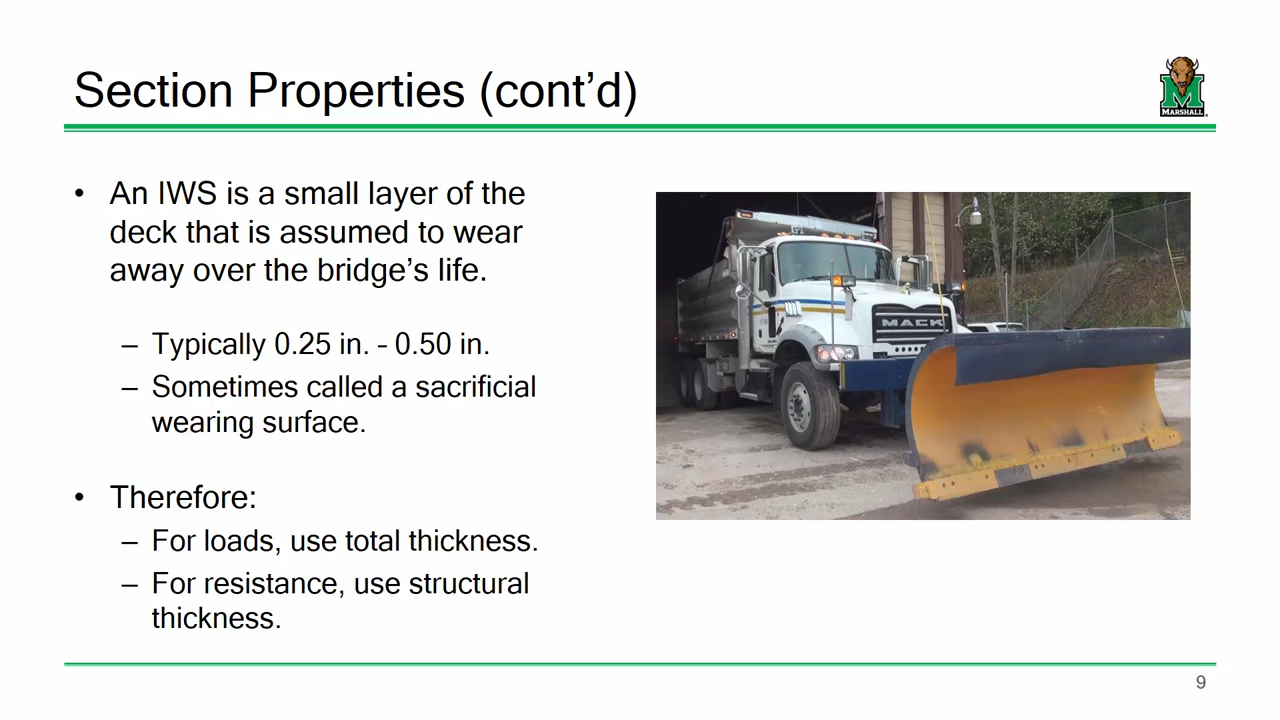 Section Properties (cont’d)
MARSHALL
• An IWS is a small layer of the
deck that is assumed to wear
away over the bridge’s life.
– Typically 0.25 in. - 0.50 in.
– Sometimes called a sacrificial
wearing surface.
• Therefore:
– For loads, use total thickness.
– For resistance, use structural
thickness.
MACK
9